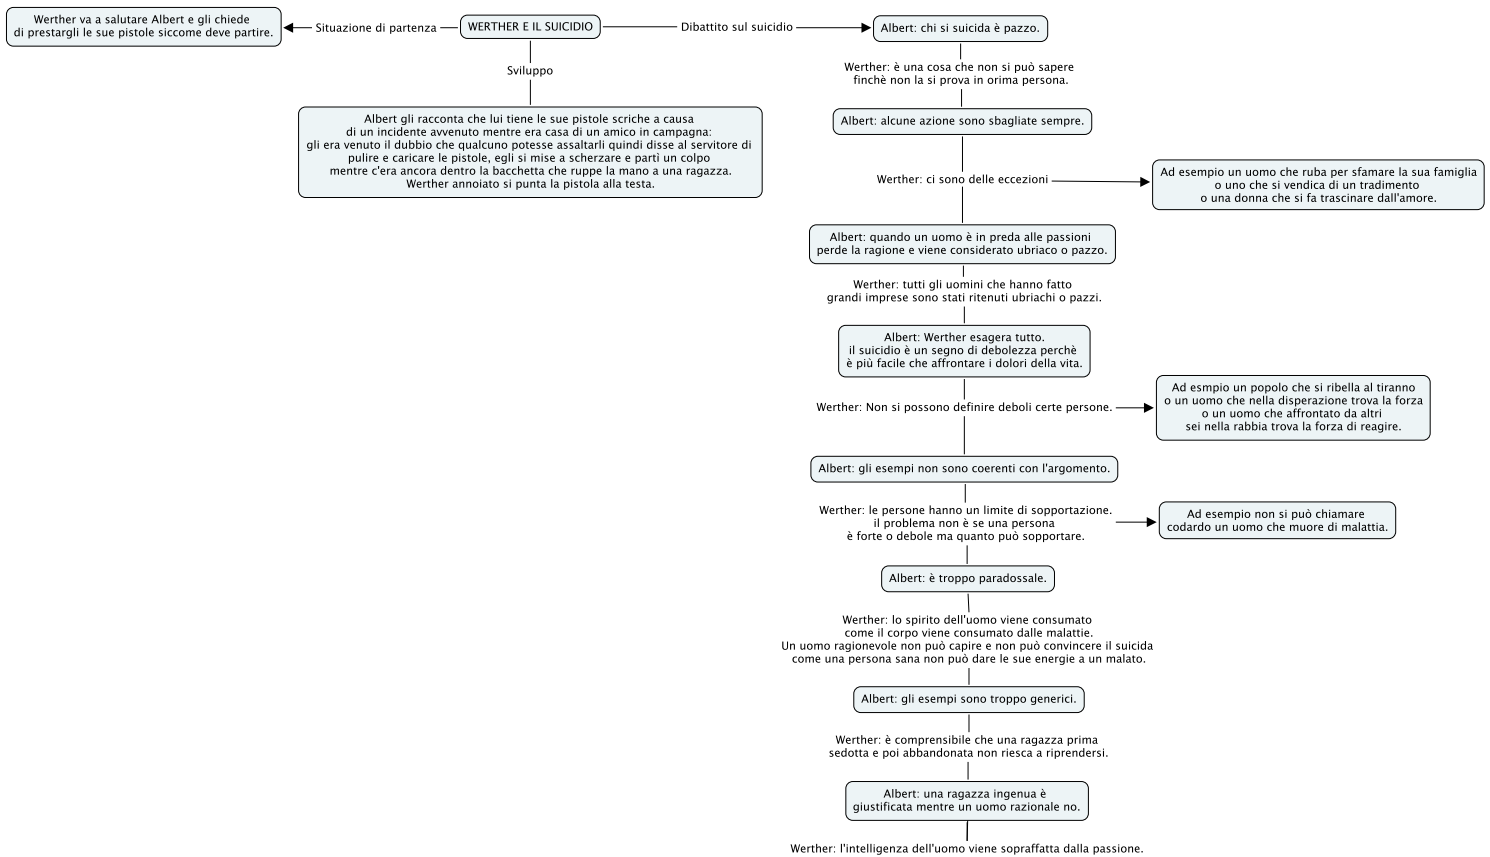 Werther va a salutare Albert e gli chiede
di prestargli le sue pistole siccome deve partire.
Situazione di partenza
WERTHER E IL SUICIDIO
Dibattito sul suicidio
Albert: chi si suicida è pazzo.
Sviluppo
Albert gli racconta che lui tiene le sue pistole scriche a causa
di un incidente avvenuto mentre era casa di un amico in campagna:
gli era venuto il dubbio che qualcuno potesse assaltarli quindi disse al servitore di
pulire e caricare le pistole, egli si mise a scherzare e partì un colpo
mentre c'era ancora dentro la bacchetta che ruppe la mano a una ragazza.
Werther annoiato si punta la pistola alla testa.
Werther: è una cosa che non si può sapere
finchè non la si prova in orima persona.
Albert: alcune azione sono sbagliate sempre.
Werther: ci sono delle eccezioni
Ad esempio un uomo che ruba per sfamare la sua famiglia
o uno che si vendica di un tradimento
o una donna che si fa trascinare dall'amore.
Albert: quando un uomo è in preda alle passioni
perde la ragione e viene considerato ubriaco o pazzo.
Werther: tutti gli uomini che hanno fatto
grandi imprese sono stati ritenuti ubriachi o pazzi.
Albert: Werther esagera tutto.
il suicidio è un segno di debolezza perchè
è più facile che affrontare i dolori della vita.
Werther: Non si possono definire deboli certe persone.
Ad esmpio un popolo che si ribella al tiranno
o un uomo che nella disperazione trova la forza
o un uomo che affrontato da altri
sei nella rabbia trova la forza di reagire.
Albert: gli esempi non sono coerenti con l'argomento.
Werther: le persone hanno un limite di sopportazione.
il problema non è se una persona
è forte o debole ma quanto può sopportare.
Ad esempio non si può chiamare
codardo un uomo che muore di malattia.
Albert: è troppo paradossale.
Werther: lo spirito dell'uomo viene consumato
come il corpo viene consumato dalle malattie.
Un uomo ragionevole non può capire e non può convincere il suicida
come una persona sana non può dare le sue energie a un malato.
Albert: gli esempi sono troppo generici.
Werther: è comprensibile che una ragazza prima
sedotta e poi abbandonata non riesca a riprendersi.
Albert: una ragazza ingenua è
giustificata mentre un uomo razionale no.
Werther: l'intelligenza dell'uomo viene sopraffatta dalla passione.